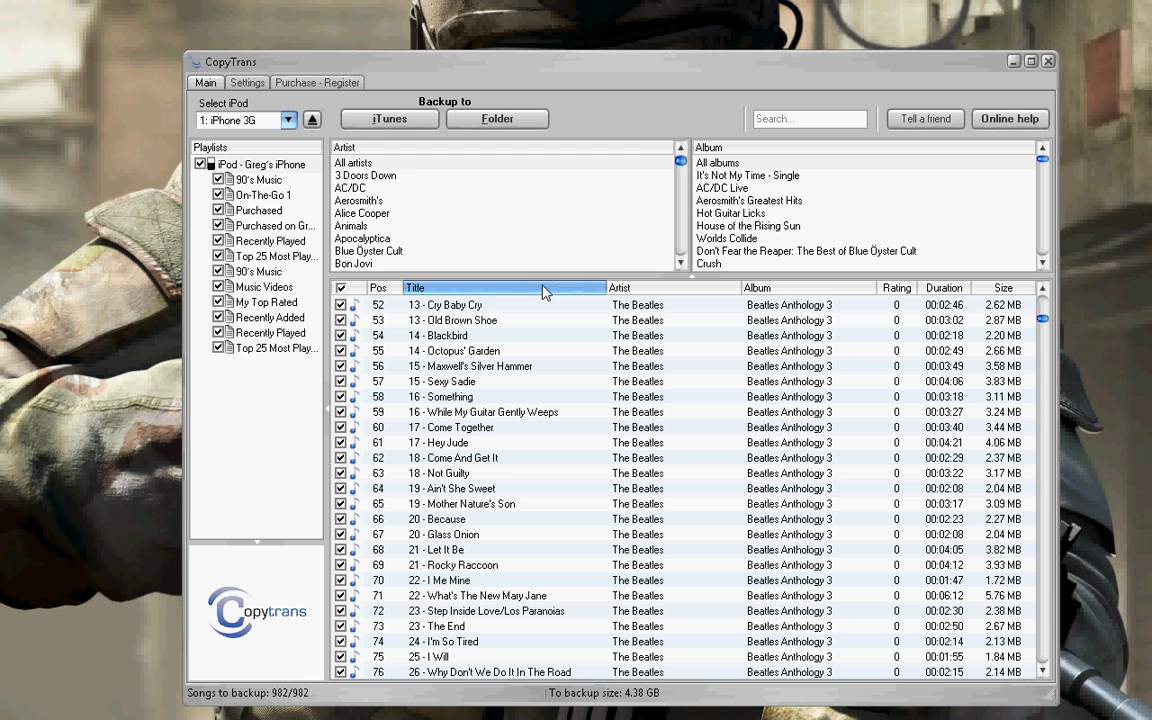 CopyTrans
Main Settings Purchase - Register
Select iPod
Backup to
1: iPhone 3G iTunes Folder Search... Tell a friend Online help
Playlists
iPod - Greg's iPhone
90's Music
On-The-Go 1
Purchased
Purchased on Gr...
Recently Played
Top 25 Most Play...
90's Music
Music Videos
My Top Rated
Recently Added
Recently Played
Top 25 Most Play...
Artist
All artists
3 Doors Down
AC/DC
Aerosmith's
Alice Cooper
Animals
Apocalyptica
Blue Öyster Cult
Bon Jovi
Album
All albums
It's Not My Time - Single
AC/DC Live
Aerosmith's Greatest Hits
Hot Guitar Licks
House of the Rising Sun
Worlds Collide
Don't Fear the Reaper: The Best of Blue Öyster Cult
Crush
Pos Title Artist Album Rating Duration Size
52 13 - Cry Baby Cry The Beatles Beatles Anthology 3 0 00:02:46 2.62 MB
53 13 - Old Brown Shoe The Beatles Beatles Anthology 3 0 00:03:02 2.87 MB
54 14 - Blackbird The Beatles Beatles Anthology 3 0 00:02:18 2.20 MB
55 14 - Octopus' Garden The Beatles Beatles Anthology 3 0 00:02:49 2.66 MB
56 15 - Maxwell's Silver Hammer The Beatles Beatles Anthology 3 0 00:03:49 3.58 MB
57 15 - Sexy Sadie The Beatles Beatles Anthology 3 0 00:04:06 3.83 MB
58 16 - Something The Beatles Beatles Anthology 3 0 00:03:18 3.11 MB
59 16 - While My Guitar Gently Weeps The Beatles Beatles Anthology 3 0 00:03:27 3.24 MB
60 17 - Come Together The Beatles Beatles Anthology 3 0 00:03:40 3.44 MB
61 17 - Hey Jude The Beatles Beatles Anthology 3 0 00:04:21 4.06 MB
62 18 - Come And Get It The Beatles Beatles Anthology 3 0 00:02:29 2.37 MB
63 18 - Not Guilty The Beatles Beatles Anthology 3 0 00:03:22 3.17 MB
64 19 - Ain't She Sweet The Beatles Beatles Anthology 3 0 00:02:08 2.04 MB
65 19 - Mother Nature's Son The Beatles Beatles Anthology 3 0 00:03:17 3.09 MB
66 20 - Because The Beatles Beatles Anthology 3 0 00:02:23 2.27 MB
67 20 - Glass Onion The Beatles Beatles Anthology 3 0 00:02:08 2.04 MB
68 21 - Let It Be The Beatles Beatles Anthology 3 0 00:04:05 3.82 MB
69 21 - Rocky Raccoon The Beatles Beatles Anthology 3 0 00:04:12 3.93 MB
70 22 - I Me Mine The Beatles Beatles Anthology 3 0 00:01:47 1.72 MB
71 22 - What's The New Mary Jane The Beatles Beatles Anthology 3 0 00:06:12 5.76 MB
72 23 - Step Inside Love/Los Paranoias The Beatles Beatles Anthology 3 0 00:02:30 2.38 MB
73 23 - The End The Beatles Beatles Anthology 3 0 00:02:50 2.67 MB
74 24 - I'm So Tired The Beatles Beatles Anthology 3 0 00:02:14 2.13 MB
75 25 - I Will The Beatles Beatles Anthology 3 0 00:01:55 1.84 MB
76 26 - Why Don't We Do It In The Road The Beatles Beatles Anthology 3 0 00:02:15 2.14 MB
Copytrans
Songs to backup: 982/982 To backup size: 4.38 GB